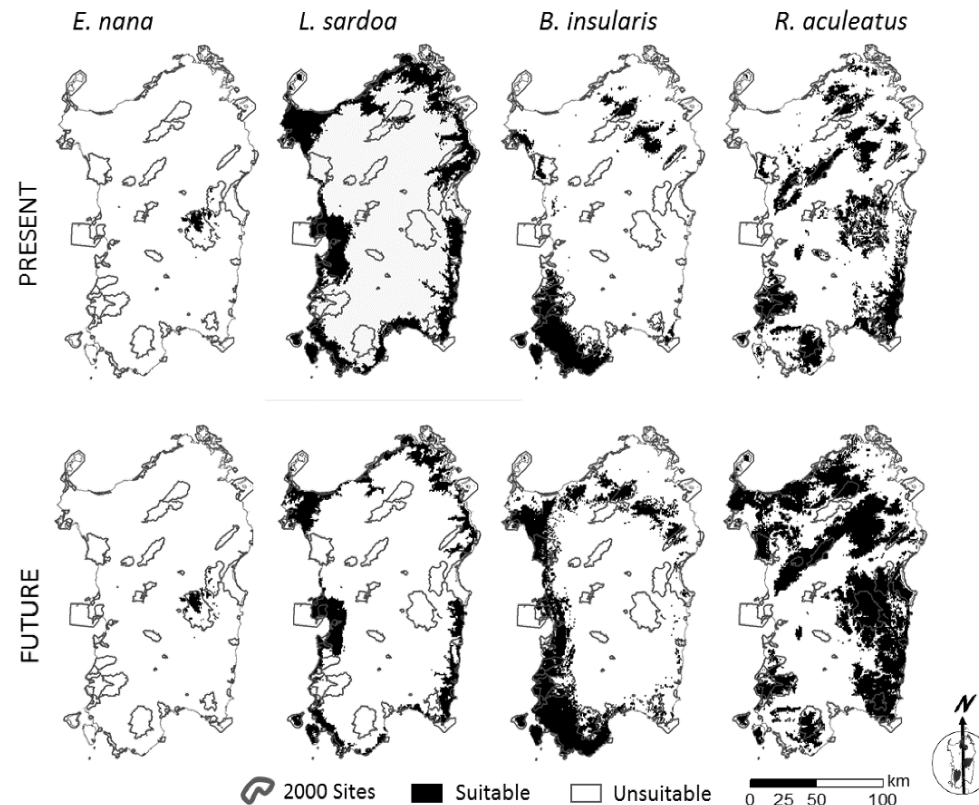 E. nana L. sardoa B. insularis R. aculeatus
PRESENT
FUTURE
2000 Sites Suitable Unsuitable
km
0 25 50 100
N